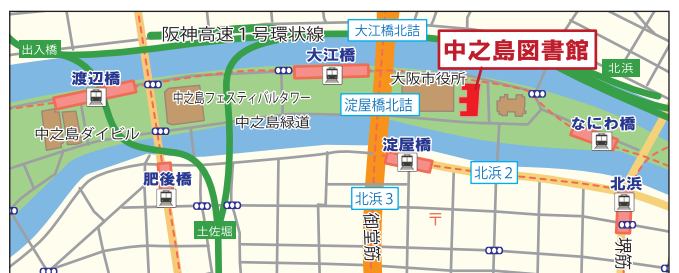 阪神高速1号環状線
大江橋北詰
出入橋
大江橋
中之島図書館
北浜
渡辺橋
大阪市役所
中之島フェスティバルタワー
淀屋橋北詰
中之島緑道
なにわ橋
中之島ダイビル
淀屋橋
肥後橋
北浜2
北浜
北浜3
御堂筋
〒
土佐堀
堺筋